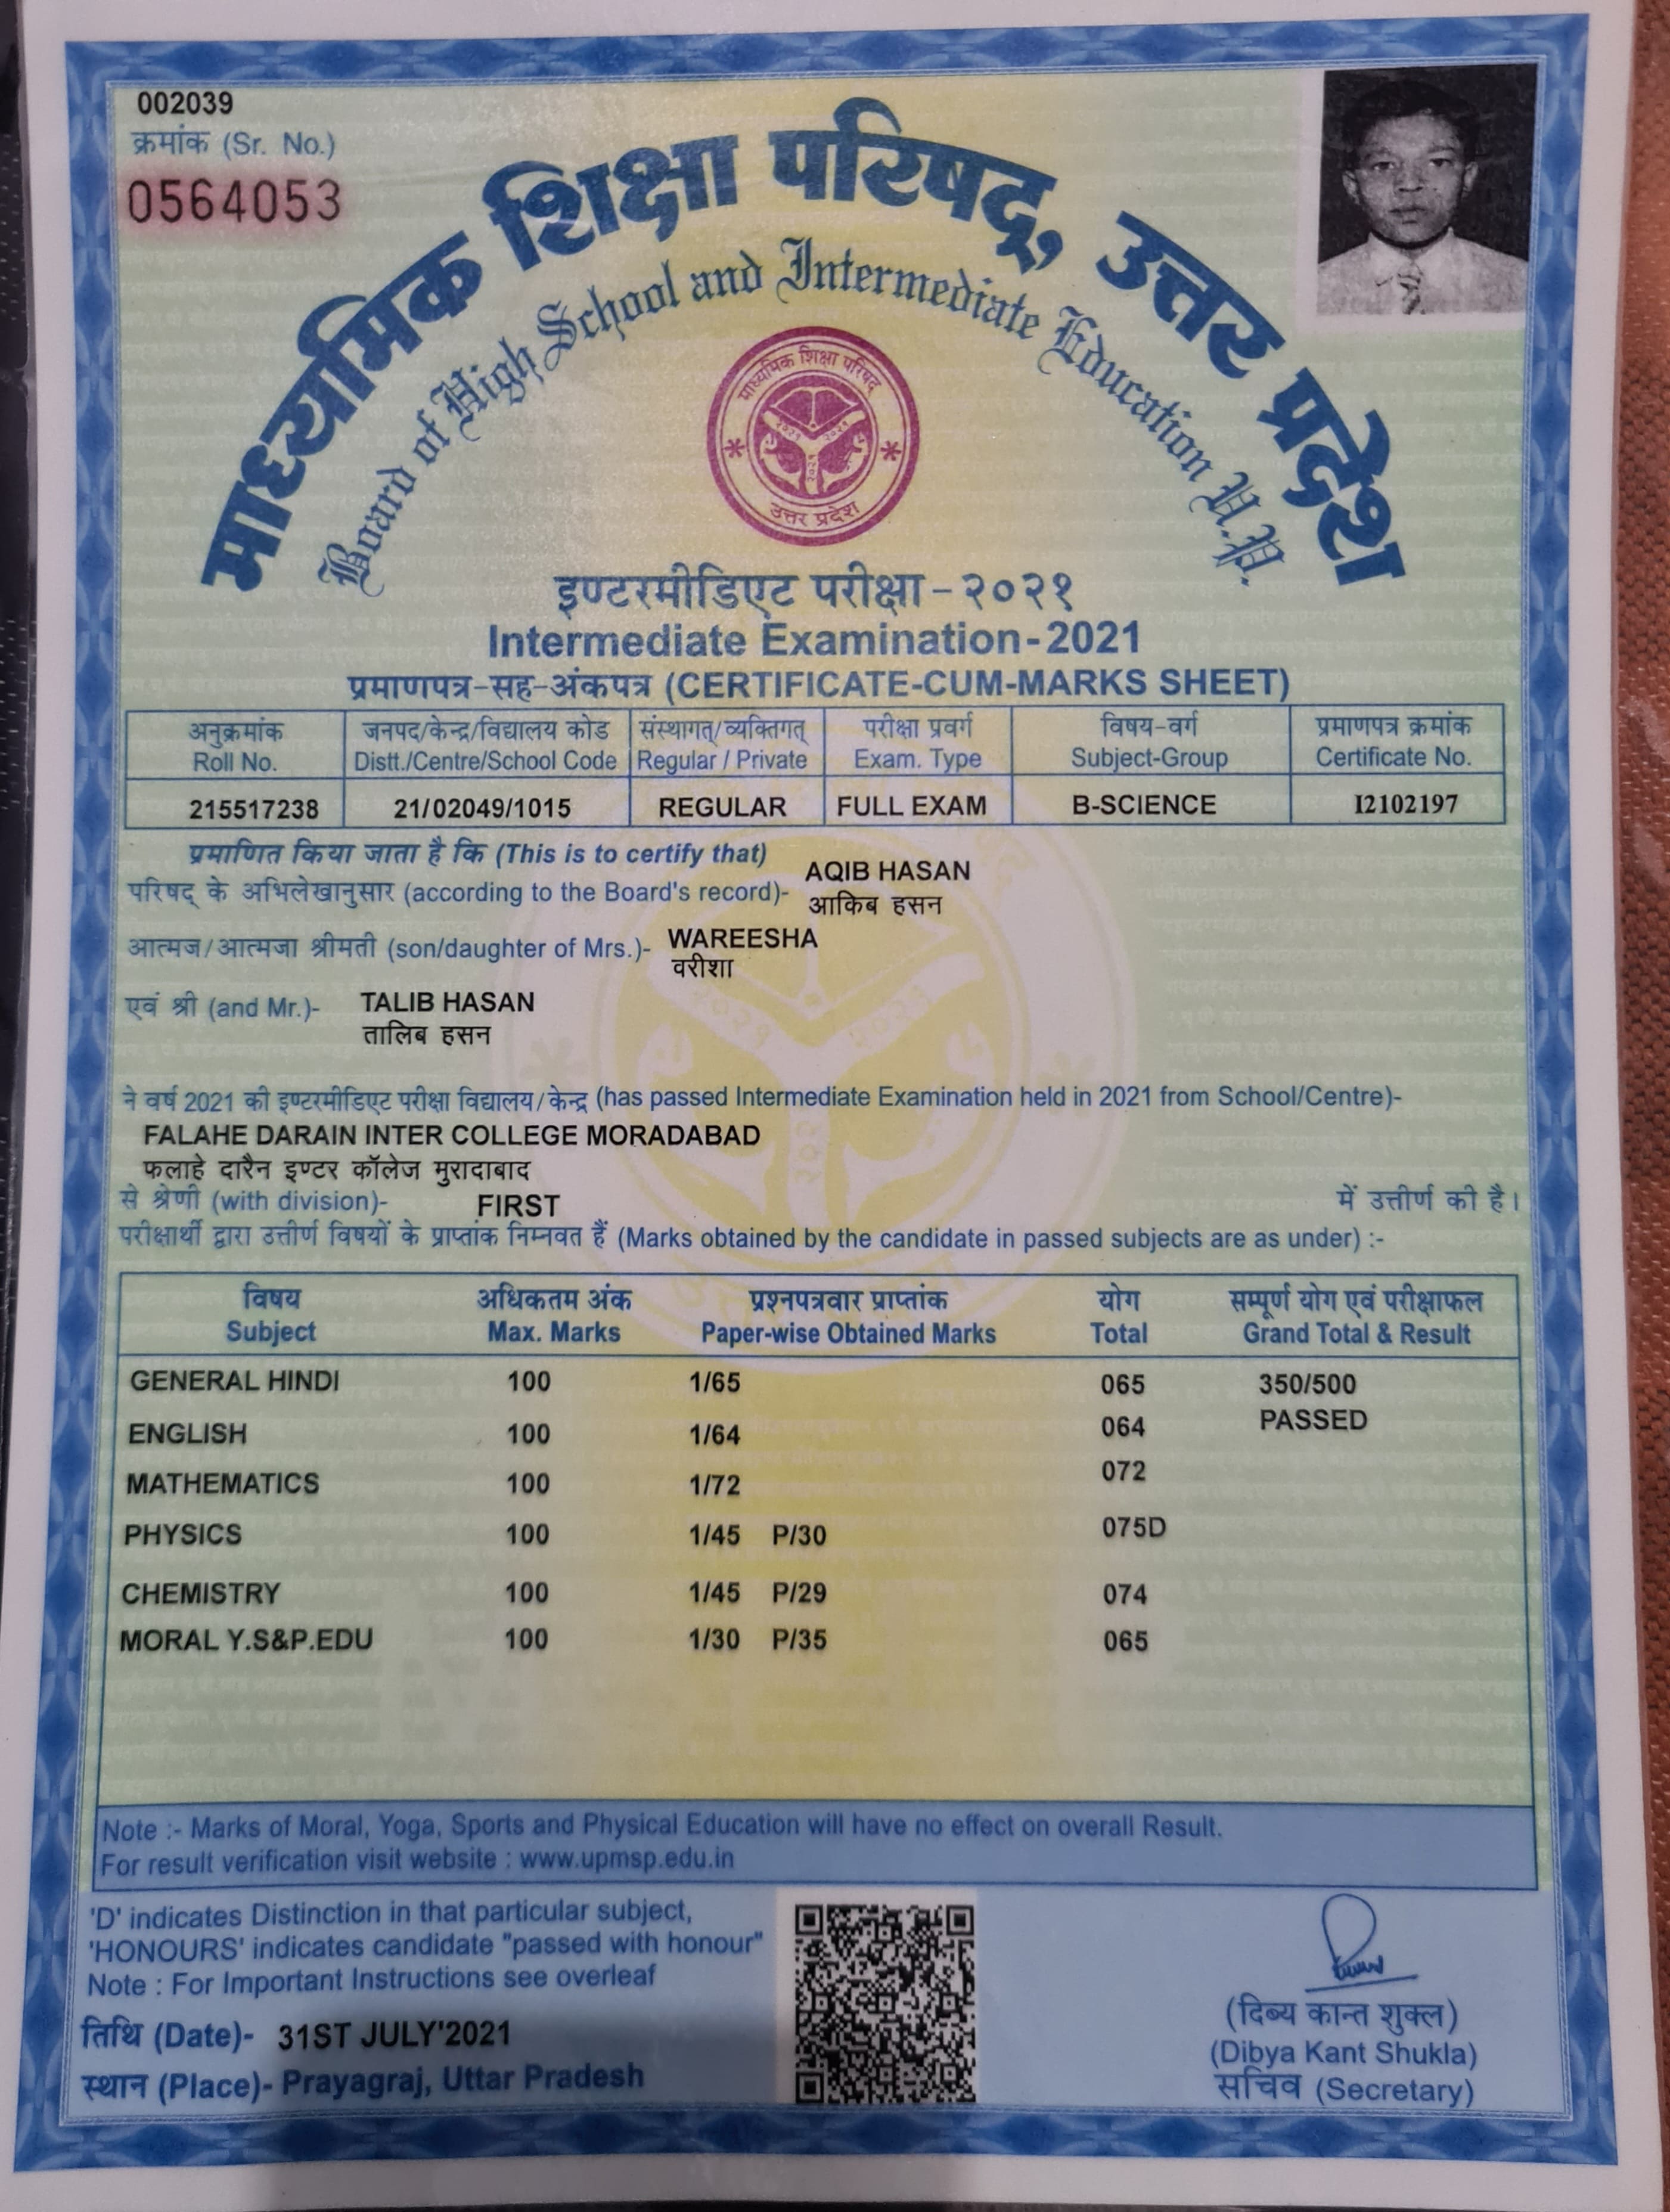 002039
क्रमांक (Sr. No.)
0564053
माध्यमिक शिक्षा परिषद्, उत्तर प्रदेश
Board of High School and Intermediate Education U.P.
माध्यमिक शिक्षा परिषद
उत्तर प्रदेश
इण्टरमीडिएट परीक्षा - २०२१
Intermediate Examination - 2021
प्रमाणपत्र-सह-अंकपत्र (CERTIFICATE-CUM-MARKS SHEET)
अनुक्रमांक जनपद/केन्द्र/विद्यालय कोड संस्थागत्/व्यक्तिगत् परीक्षा प्रवर्ग विषय-वर्ग प्रमाणपत्र क्रमांक
Roll No. Distt./Centre/School Code Regular / Private Exam. Type Subject-Group Certificate No.
215517238 21/02049/1015 REGULAR FULL EXAM B-SCIENCE I2102197
प्रमाणित किया जाता है कि (This is to certify that)
परिषद् के अभिलेखानुसार (according to the Board's record)- AQIB HASAN
आकिब हसन
आत्मज/आत्मजा श्रीमती (son/daughter of Mrs.)- WAREESHA
वरीशा
एवं श्री (and Mr.)- TALIB HASAN
तालिब हसन
ने वर्ष 2021 की इण्टरमीडिएट परीक्षा विद्यालय/केन्द्र (has passed Intermediate Examination held in 2021 from School/Centre)-
FALAHE DARAIN INTER COLLEGE MORADABAD
फलाहे दारैन इण्टर कॉलेज मुरादाबाद
से श्रेणी (with division)- FIRST में उत्तीर्ण की है।
परीक्षार्थी द्वारा उत्तीर्ण विषयों के प्राप्तांक निम्नवत हैं (Marks obtained by the candidate in passed subjects are as under) :-
विषय अधिकतम अंक प्रश्नपत्रवार प्राप्तांक योग सम्पूर्ण योग एवं परीक्षाफल
Subject Max. Marks Paper-wise Obtained Marks Total Grand Total & Result
GENERAL HINDI 100 1/65 065 350/500
ENGLISH 100 1/64 064 PASSED
MATHEMATICS 100 1/72 072
PHYSICS 100 1/45 P/30 075D
CHEMISTRY 100 1/45 P/29 074
MORAL Y.S&P.EDU 100 1/30 P/35 065
Note :- Marks of Moral, Yoga, Sports and Physical Education will have no effect on overall Result.
For result verification visit website : www.upmsp.edu.in
'D' indicates Distinction in that particular subject,
'HONOURS' indicates candidate "passed with honour"
Note : For Important Instructions see overleaf
तिथि (Date)- 31ST JULY'2021
स्थान (Place)- Prayagraj, Uttar Pradesh
(दिब्य कान्त शुक्ल)
(Dibya Kant Shukla)
सचिव (Secretary)